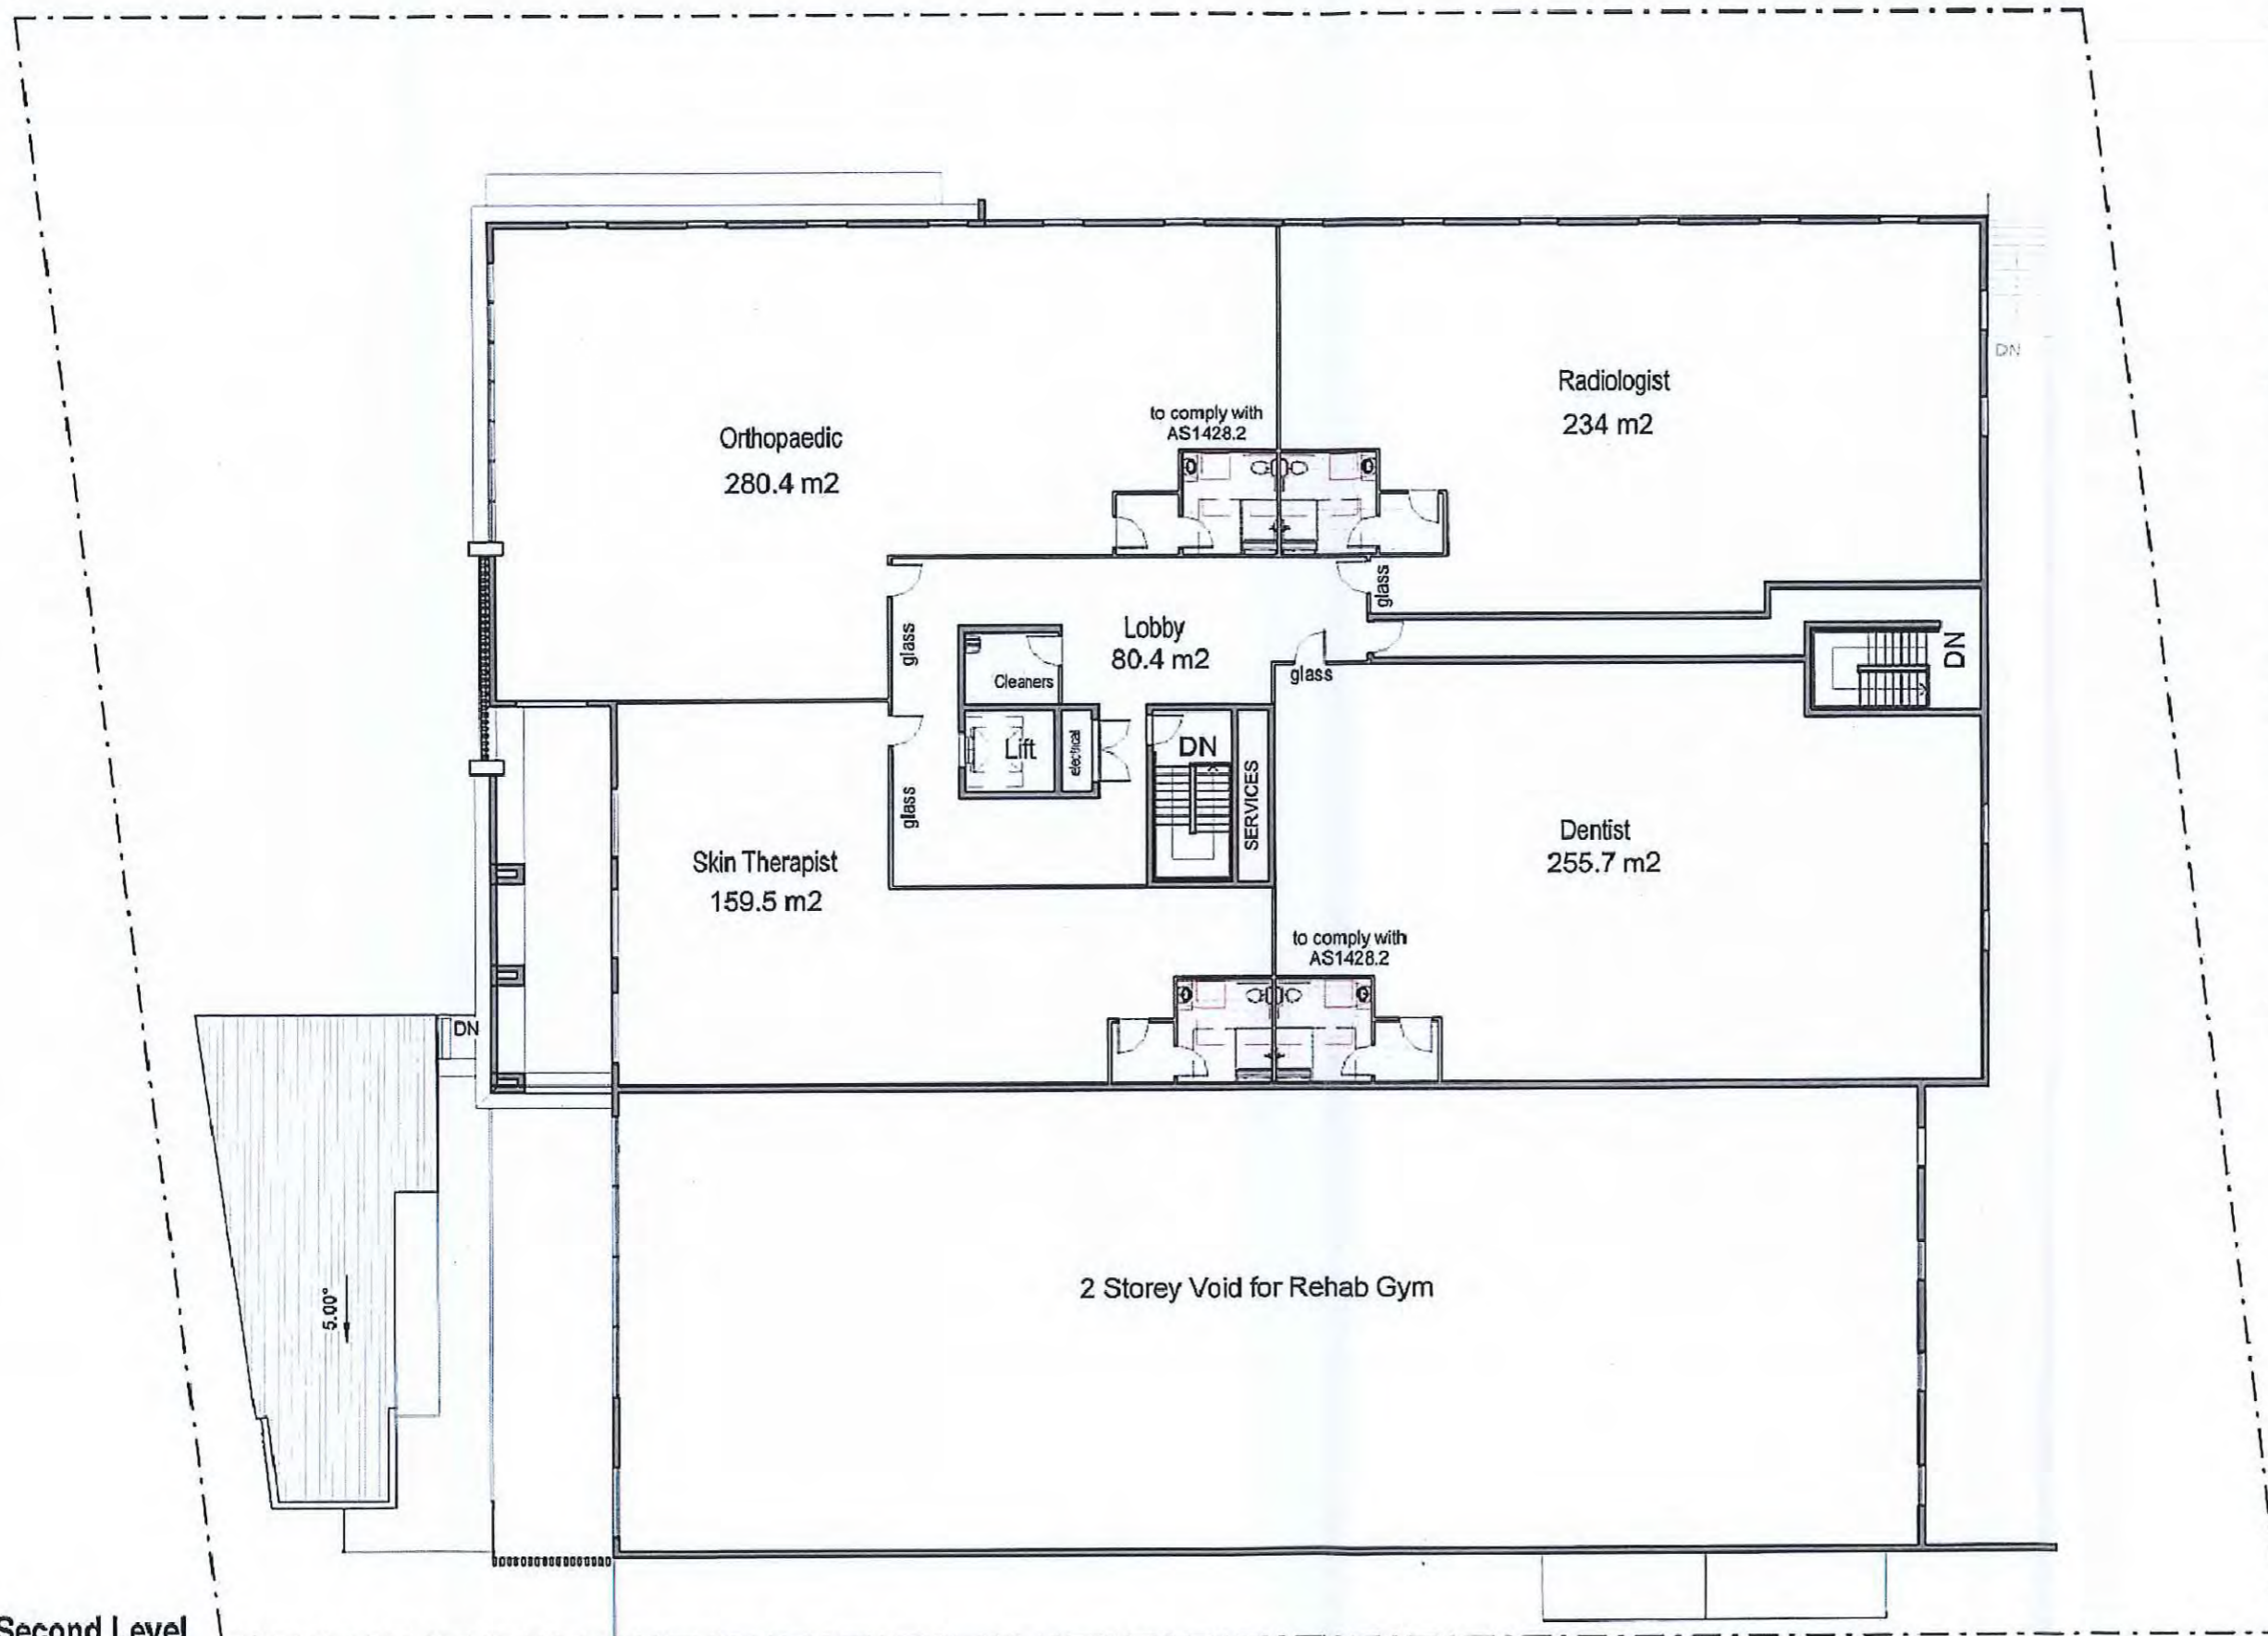 DN
Radiologist
234 m2
to comply with
AS1428.2
Orthopaedic
280.4 m2
glass
Lobby
80.4 m2
glass
Cleaners
glass
DN
Lift
electrical
DN
SERVICES
glass
Dentist
255.7 m2
Skin Therapist
159.5 m2
to comply with
AS1428.2
DN
2 Storey Void for Rehab Gym
5.00°
Second Level